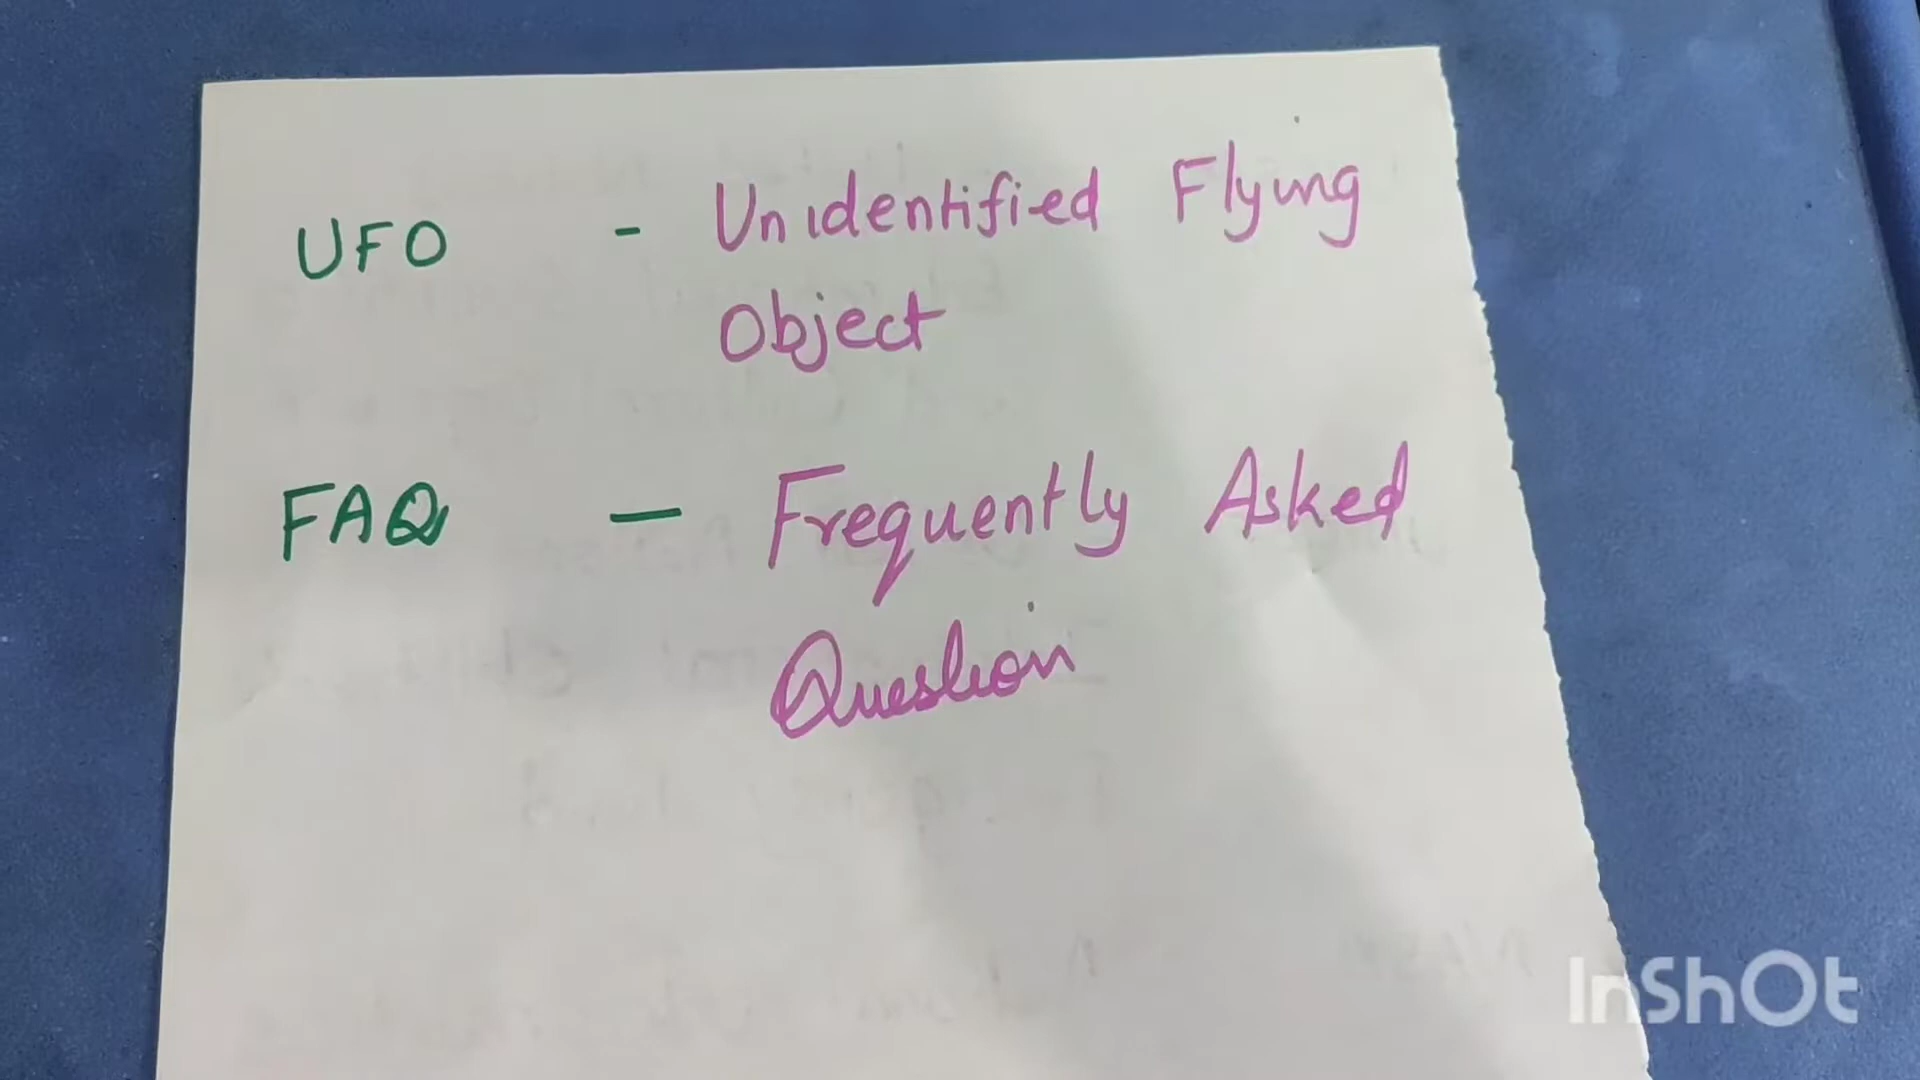 UFO - Unidentified Flying
Object
FAQ - Frequently Asked
Question
InShOt